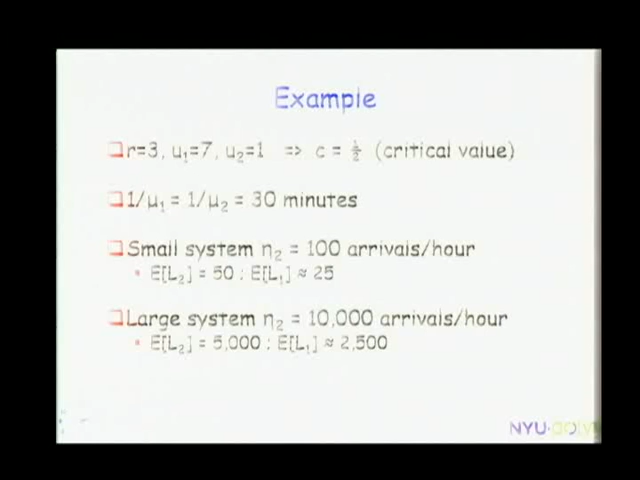 Example
r=3, u₁=7, u₂=1 => c = ½ (critical value)
1/μ₁ = 1/μ₂ = 30 minutes
Small system η₂ = 100 arrivals/hour
E[L₂] = 50 ; E[L₁] ≈ 25
Large system η₂ = 10,000 arrivals/hour
E[L₂] = 5,000 ; E[L₁] ≈ 2,500
NYU·poly